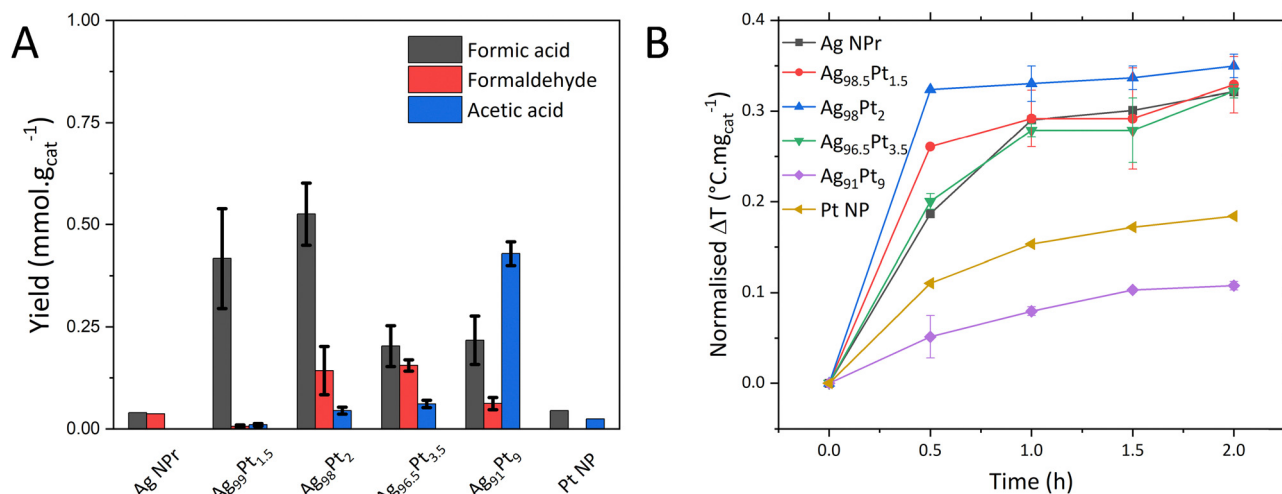 A
Yield (mmol.g_cat^-1)
1.00
0.75
0.50
0.25
0.00
Formic acid
Formaldehyde
Acetic acid
Ag NPr
Ag₉₉Pt₁.₅
Ag₉₈Pt₂
Ag₉₆.₅Pt₃.₅
Ag₉₁Pt₉
Pt NP
B
Normalised ΔT (°C.mg_cat^-1)
0.4
0.3
0.2
0.1
0.0
Ag NPr
Ag₉₈.₅Pt₁.₅
Ag₉₈Pt₂
Ag₉₆.₅Pt₃.₅
Ag₉₁Pt₉
Pt NP
0.0 0.5 1.0 1.5 2.0
Time (h)